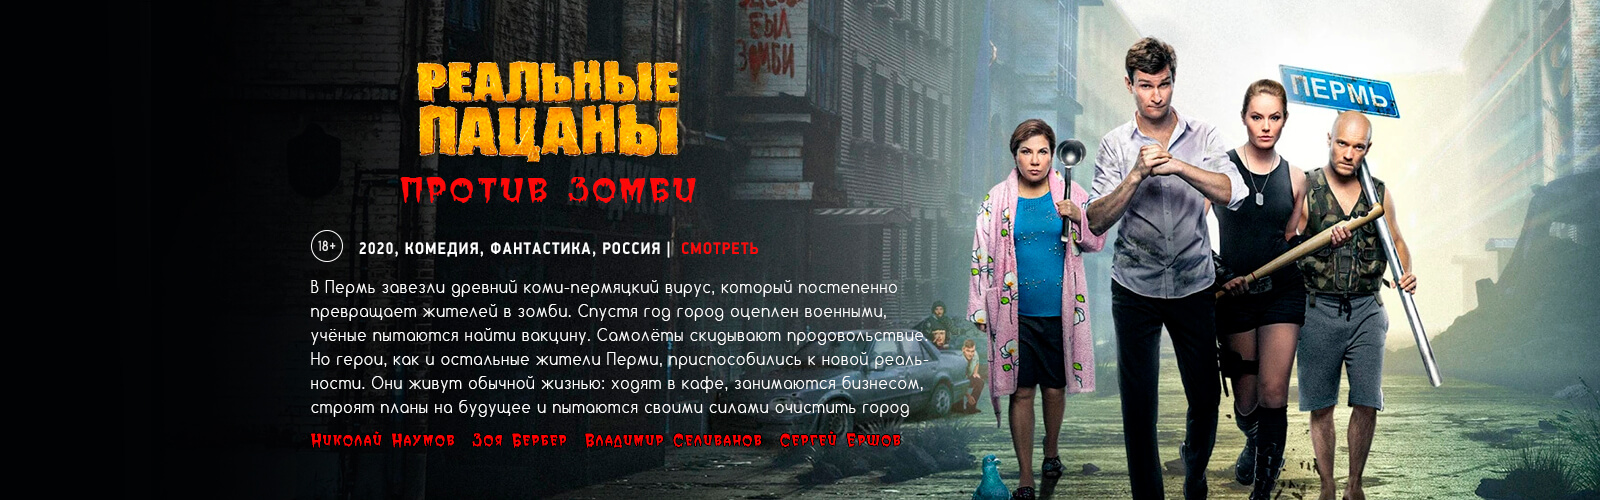 БЫЛ
ЗОМБИ
РЕАЛЬНЫЕ
ПАЦАНЫ
ПЕРМЬ
ПРОТИВ ЗОМБИ
18+ 2020, КОМЕДИЯ, ФАНТАСТИКА, РОССИЯ | СМОТРЕТЬ
В Пермь завезли древний коми-пермяцкий вирус, который постепенно
превращает жителей в зомби. Спустя год город оцеплен военными,
учёные пытаются найти вакцину. Самолёты скидывают продовольствие.
Но герои, как и остальные жители Перми, приспособились к новой реаль-
ности. Они живут обычной жизнью: ходят в кафе, занимаются бизнесом,
строят планы на будущее и пытаются своими силами очистить город
Николай Наумов Зоя Бербер Владимир Селиванов Сергей Ершов